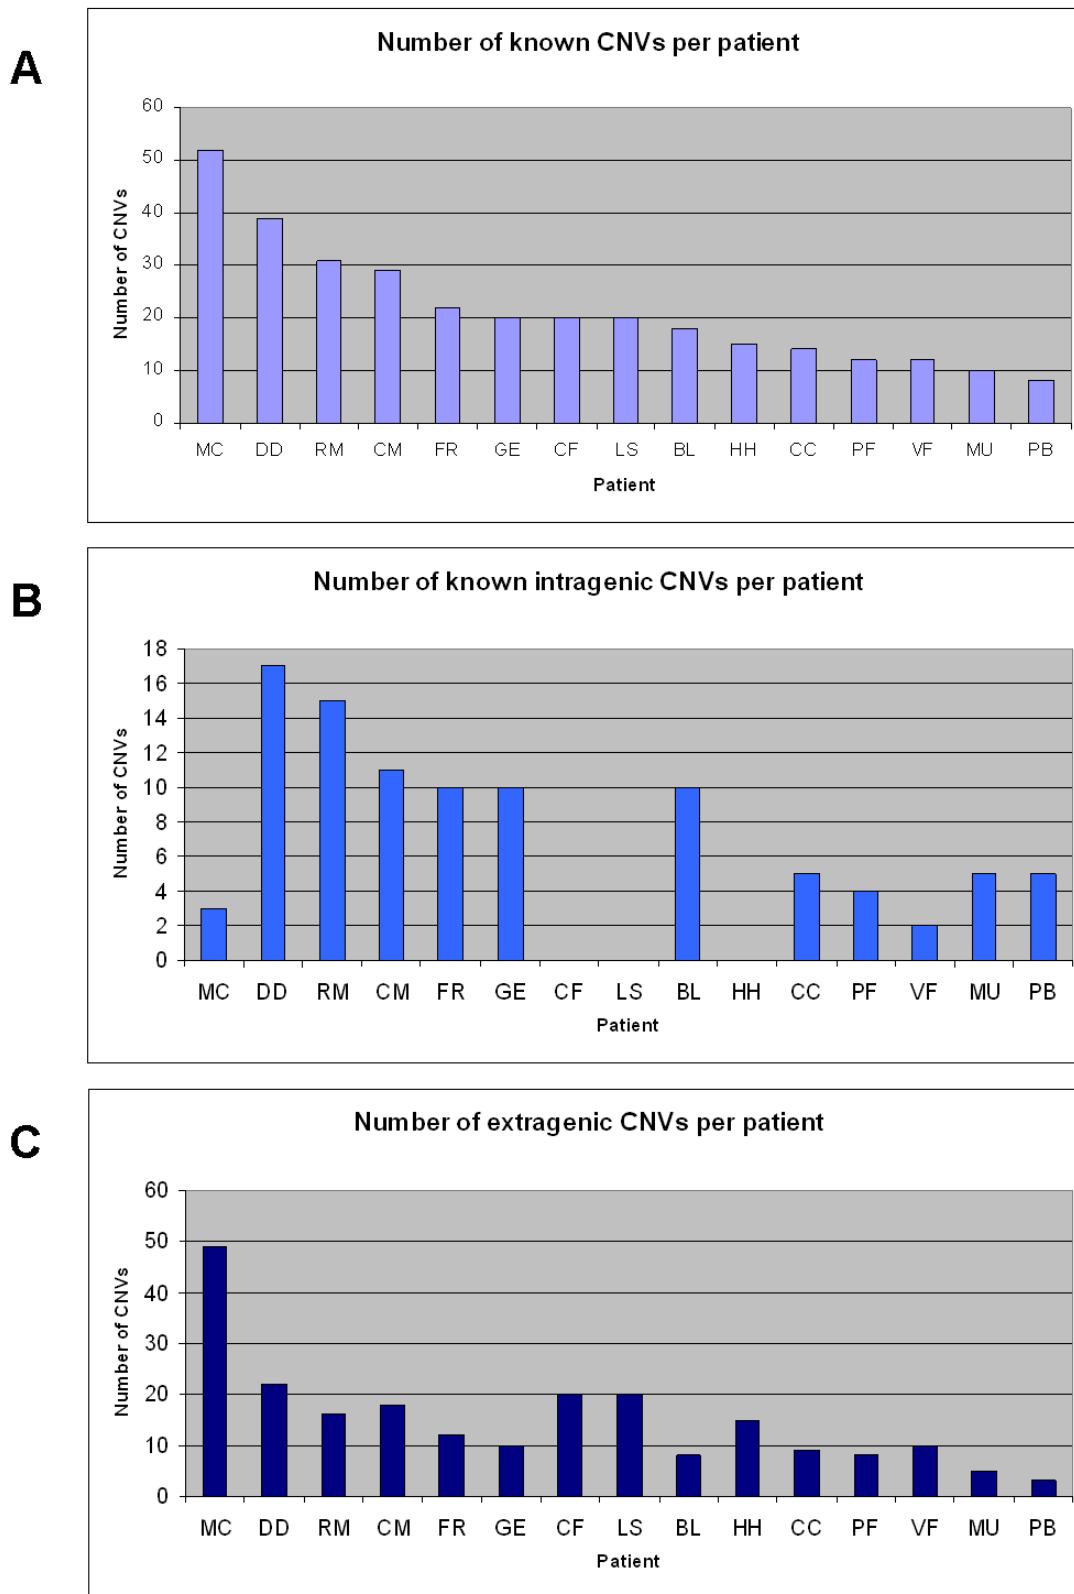 A
Number of known CNVs per patient
Number of CNVs
60
50
40
30
20
10
0
MC DD RM CM FR GE CF LS BL HH CC PF VF MU PB
Patient
B
Number of known intragenic CNVs per patient
Number of CNVs
18
16
14
12
10
8
6
4
2
0
MC DD RM CM FR GE CF LS BL HH CC PF VF MU PB
Patient
C
Number of extragenic CNVs per patient
Number of CNVs
60
50
40
30
20
10
0
MC DD RM CM FR GE CF LS BL HH CC PF VF MU PB
Patient